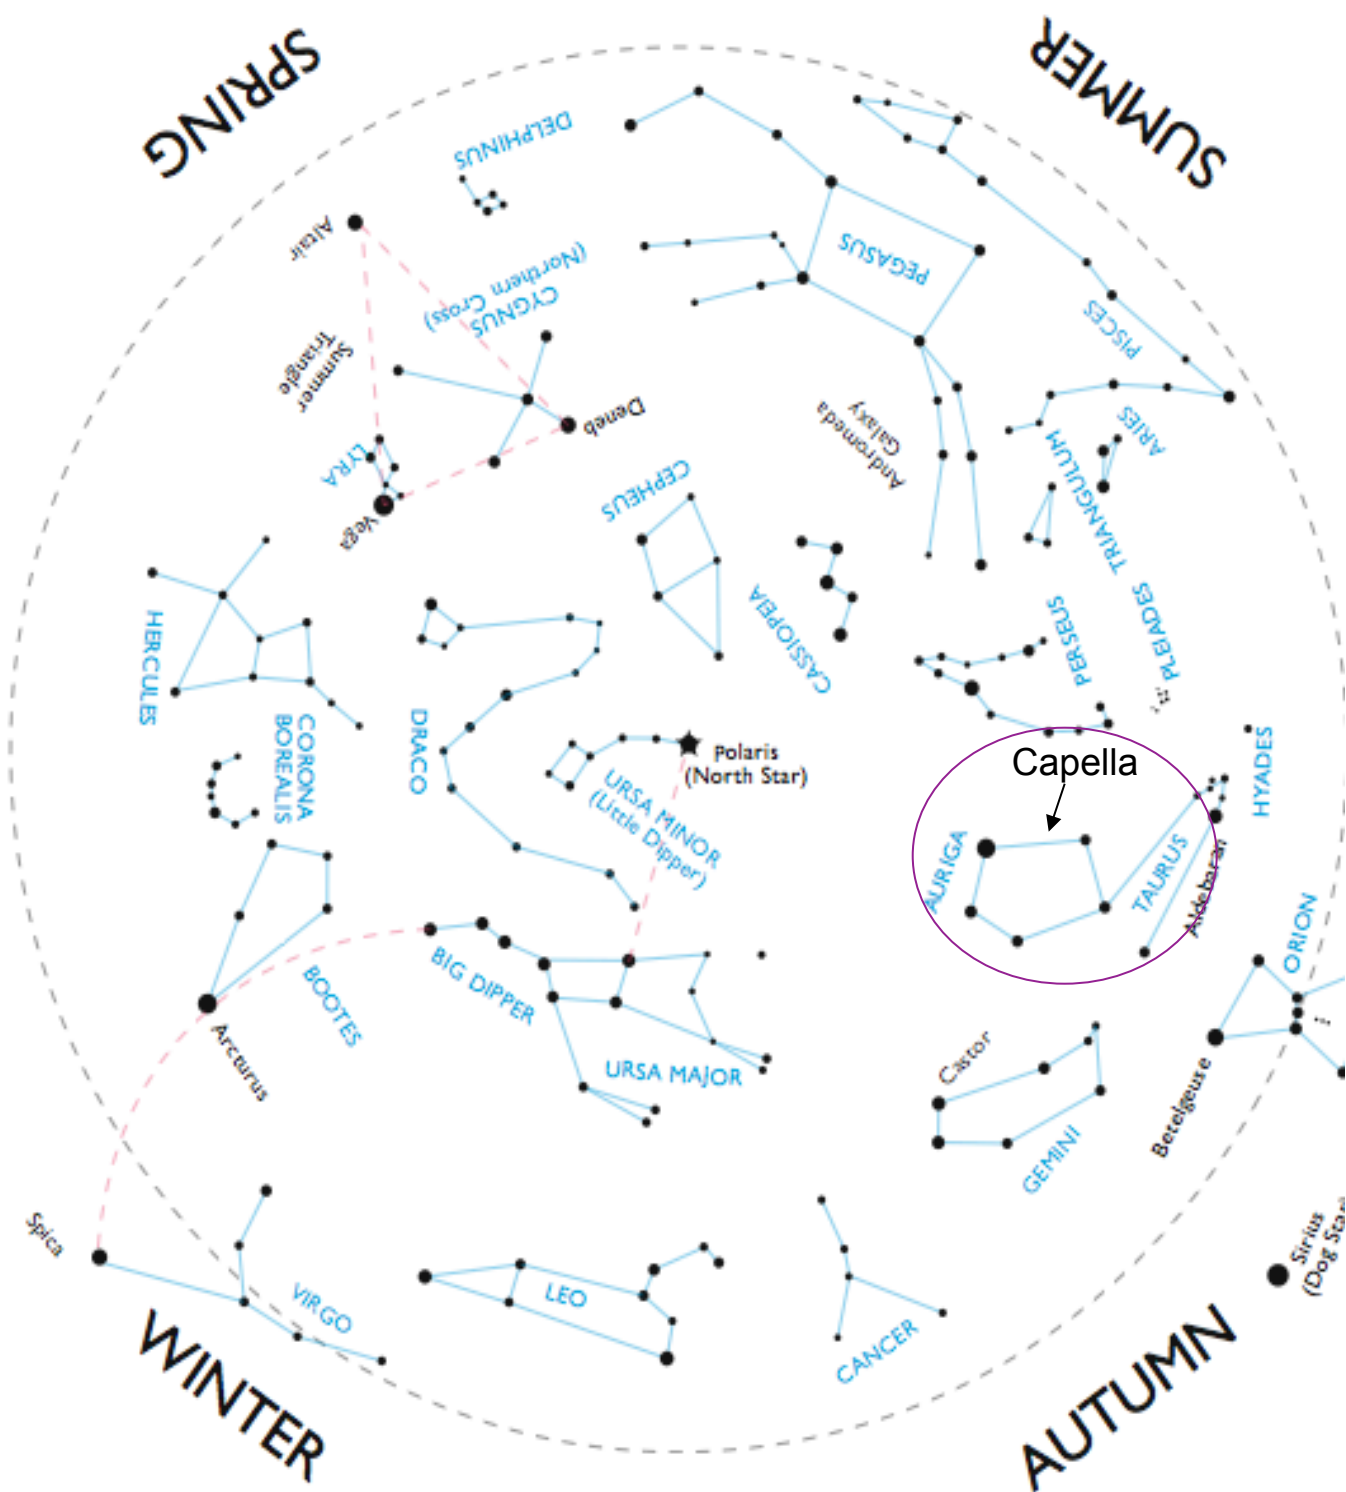 SPRING
SUMMER
DELPHINUS
Altair
CYGNUS
(Northern Cross)
PEGASUS
PISCES
Summer
Triangle
Deneb
Andromeda
Galaxy
ARIES
LYRA
Vega
CEPHEUS
TRIANGULUM
CASSIOPEIA
PERSEUS
PLEIADES
HERCULES
CORONA
BOREALIS
DRACO
Polaris
(North Star)
URSA MINOR
(Little Dipper)
Capella
HYADES
AURIGA
TAURUS
Aldebaran
ORION
BIG DIPPER
BOOTES
Arcturus
URSA MAJOR
Castor
GEMINI
Betelgeuse
Spica
VIRGO
LEO
CANCER
Sirius
(Dog Star)
WINTER
AUTUMN